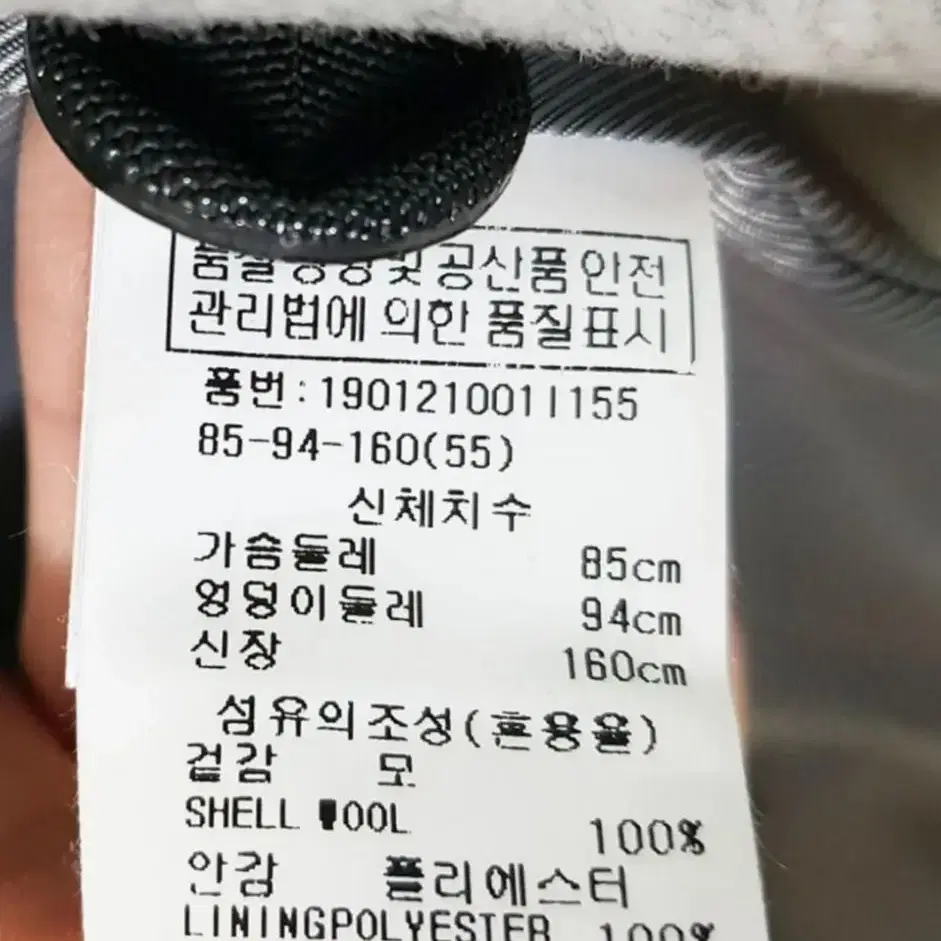 품질경영및 공산품안전
관리법에 의한 품질표시
품번:1901210011155
85-94-160(55)
신체치수
가슴둘레 85cm
엉덩이둘레 94cm
신장 160cm
섬유의조성(혼용율)
겉감 모
SHELL WOOL 100%
안감 폴리에스터
LININGPOLYESTER 100%